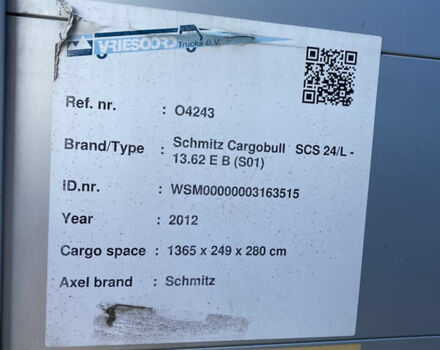 VRIESOORD
Trucks B.V.
Ref. nr. : O4243
Brand/Type : Schmitz Cargobull SCS 24/L -
13.62 E B (S01)
ID.nr. : WSM00000003163515
Year : 2012
Cargo space : 1365 x 249 x 280 cm
Axel brand : Schmitz